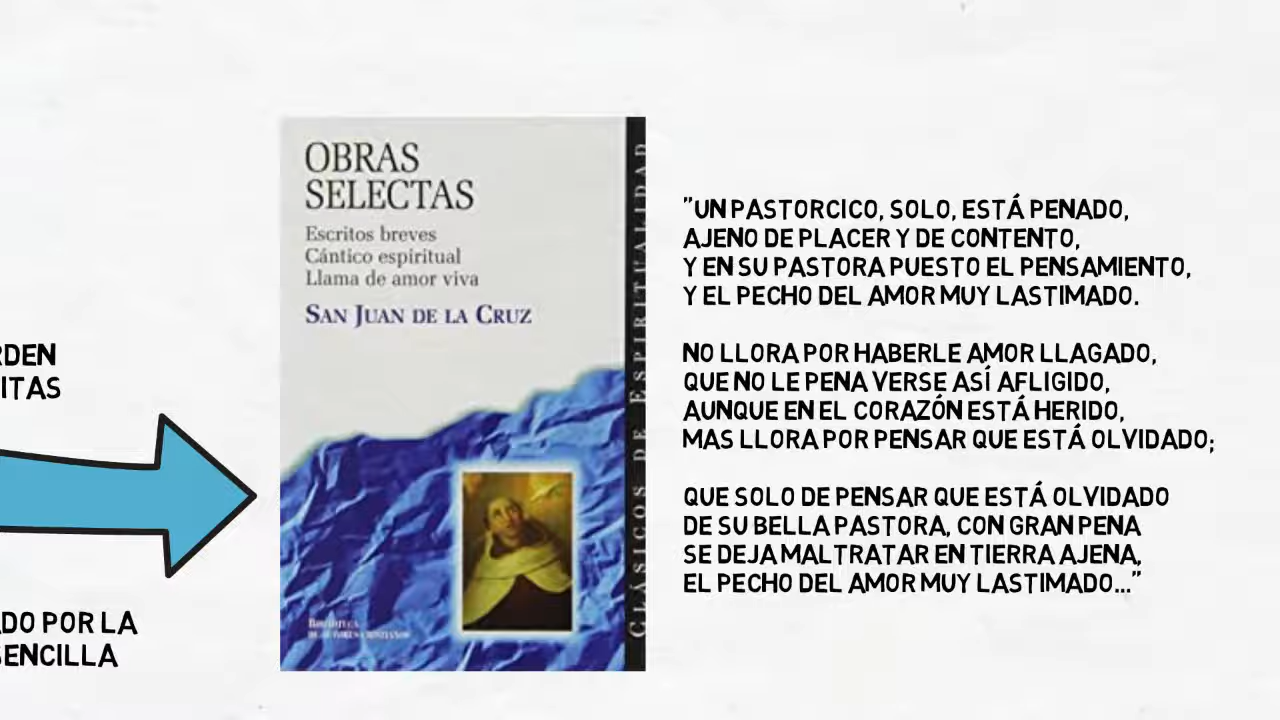 RDEN
ITAS
DO POR LA
SENCILLA
OBRAS
SELECTAS
Escritos breves
Cántico espiritual
Llama de amor viva
SAN JUAN DE LA CRUZ
BIBLIOTECA
DE AUTORES CRISTIANOS
CLÁSICOS DE ESPIRITUALIDAD
"UN PASTORCICO, SOLO, ESTÁ PENADO,
AJENO DE PLACER Y DE CONTENTO,
Y EN SU PASTORA PUESTO EL PENSAMIENTO,
Y EL PECHO DEL AMOR MUY LASTIMADO.
NO LLORA POR HABERLE AMOR LLAGADO,
QUE NO LE PENA VERSE ASÍ AFLIGIDO,
AUNQUE EN EL CORAZÓN ESTÁ HERIDO,
MAS LLORA POR PENSAR QUE ESTÁ OLVIDADO;
QUE SOLO DE PENSAR QUE ESTÁ OLVIDADO
DE SU BELLA PASTORA, CON GRAN PENA
SE DEJA MALTRATAR EN TIERRA AJENA,
EL PECHO DEL AMOR MUY LASTIMADO..."